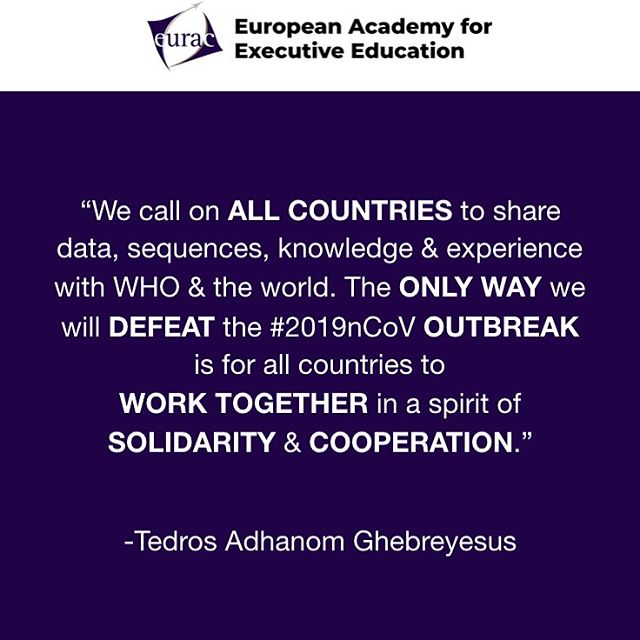 eurac
European Academy for
Executive Education
“We call on ALL COUNTRIES to share
data, sequences, knowledge & experience
with WHO & the world. The ONLY WAY we
will DEFEAT the #2019nCoV OUTBREAK
is for all countries to
WORK TOGETHER in a spirit of
SOLIDARITY & COOPERATION.”
-Tedros Adhanom Ghebreyesus